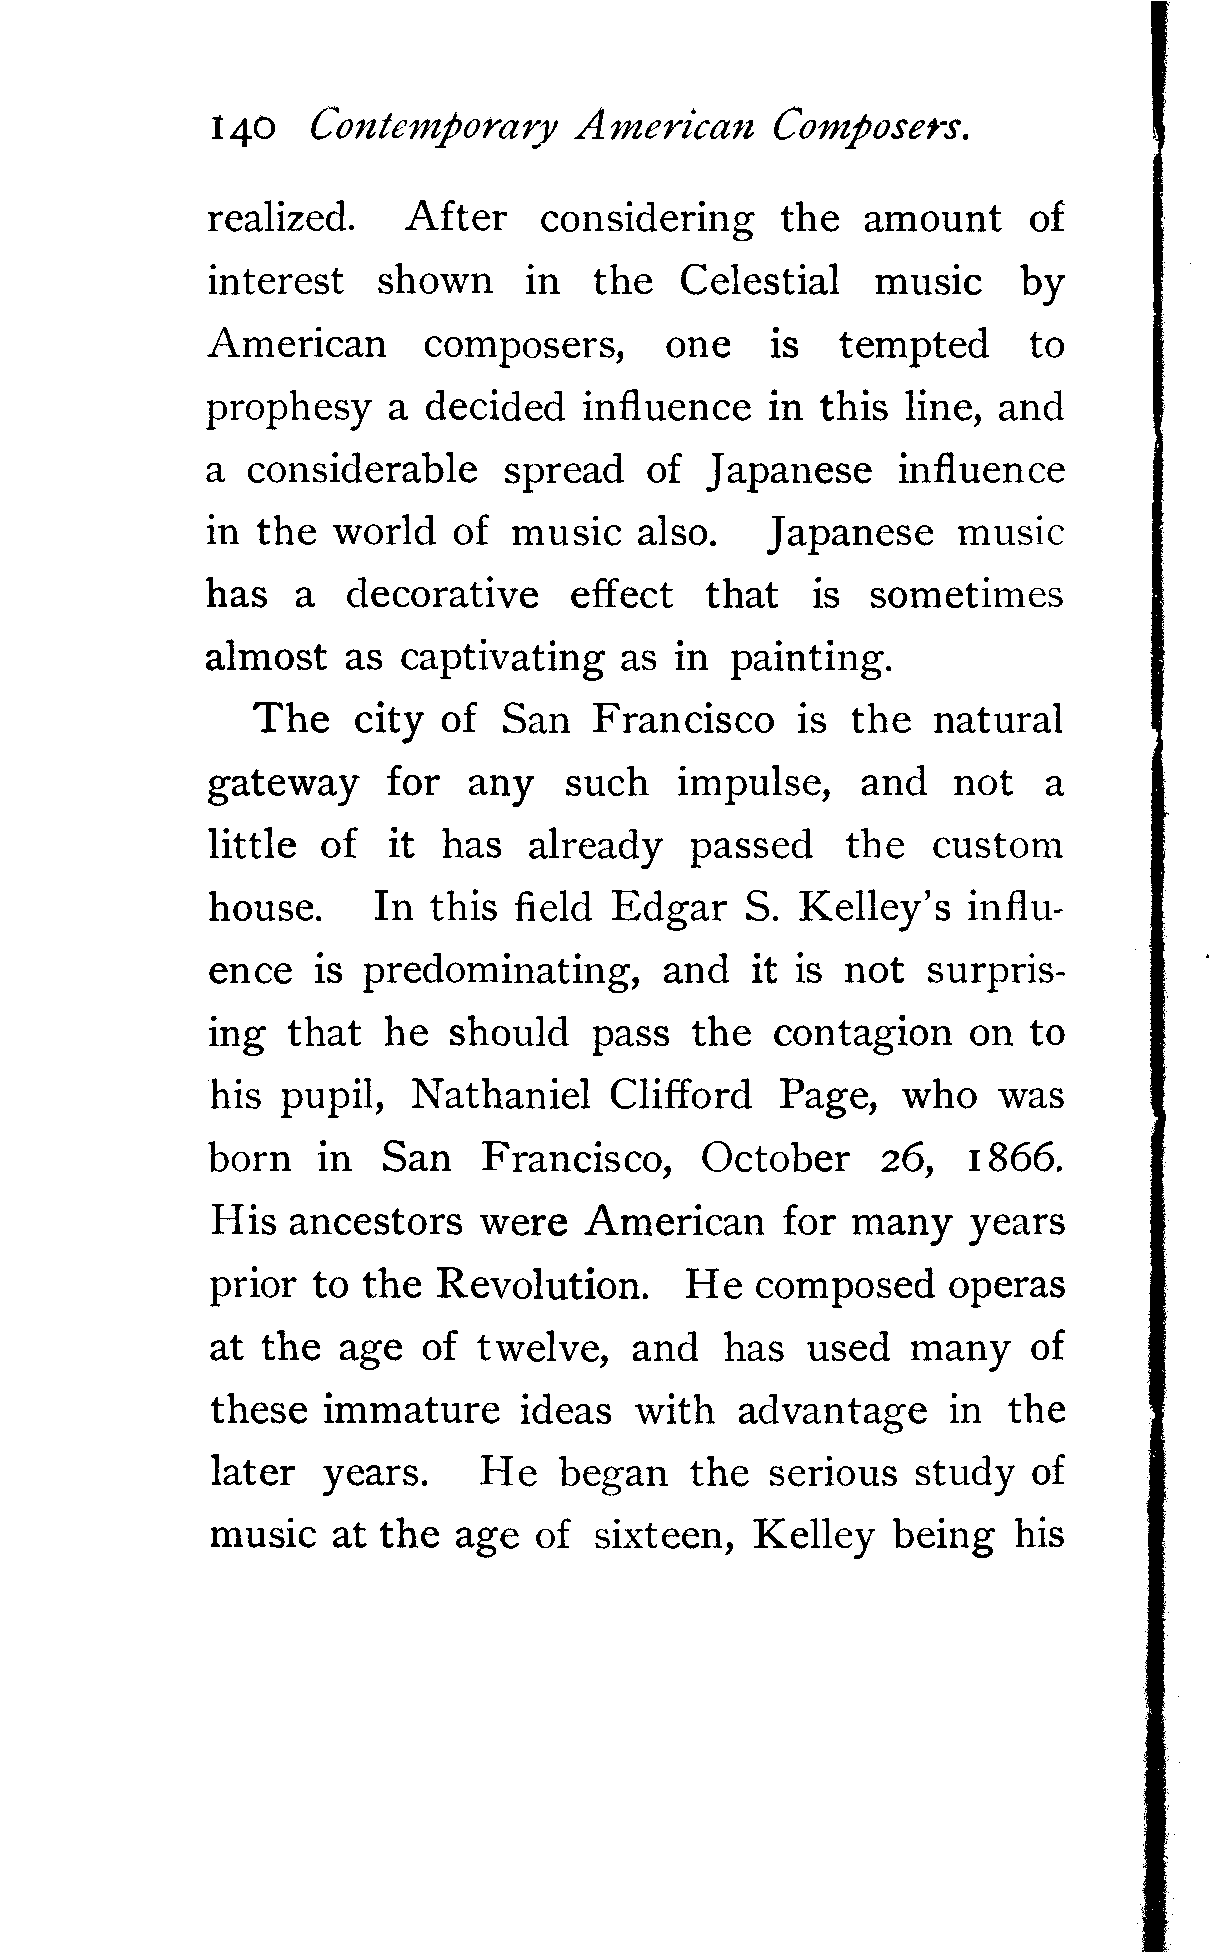 140 Contemporary American Composers.
realized. After considering the amount of
interest shown in the Celestial music by
American composers, one is tempted to
prophesy a decided influence in this line, and
a considerable spread of Japanese influence
in the world of music also. Japanese music
has a decorative effect that is sometimes
almost as captivating as in painting.
The city of San Francisco is the natural
gateway for any such impulse, and not a
little of it has already passed the custom
house. In this field Edgar S. Kelley's influ-
ence is predominating, and it is not surpris-
ing that he should pass the contagion on to
his pupil, Nathaniel Clifford Page, who was
born in San Francisco, October 26, 1866.
His ancestors were American for many years
prior to the Revolution. He composed operas
at the age of twelve, and has used many of
these immature ideas with advantage in the
later years. He began the serious study of
music at the age of sixteen, Kelley being his